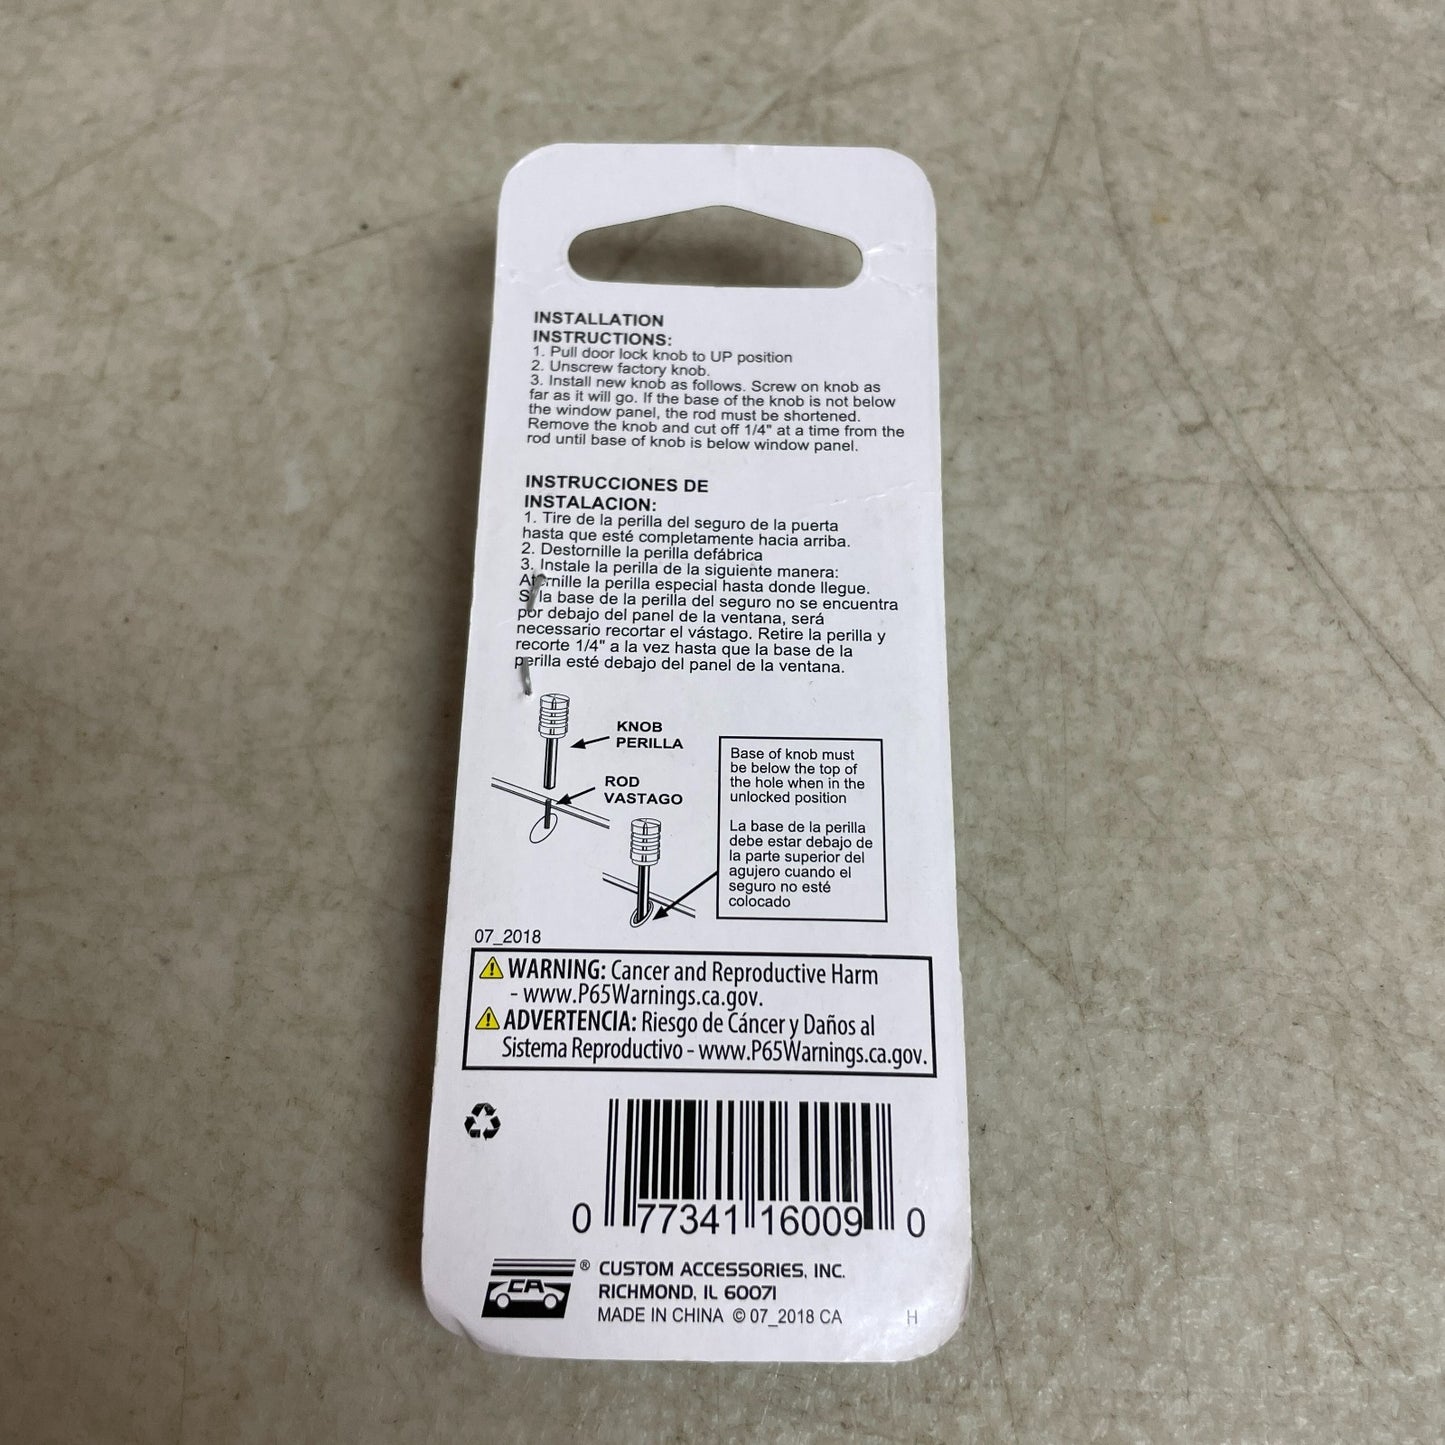 INSTALLATION
INSTRUCTIONS:
1. Pull door lock knob to UP position
2. Unscrew factory knob.
3. Install new knob as follows. Screw on knob as
far as it will go. If the base of the knob is not below
the window panel, the rod must be shortened.
Remove the knob and cut off 1/4" at a time from the
rod until base of knob is below window panel.
INSTRUCCIONES DE
INSTALACION:
1. Tire de la perilla del seguro de la puerta
hasta que esté completamente hacia arriba.
2. Destornille la perilla defábrica
3. Instale la perilla de la siguiente manera:
Atornille la perilla especial hasta donde llegue.
Si la base de la perilla del seguro no se encuentra
por debajo del panel de la ventana, será
necessario recortar el vástago. Retire la perilla y
recorte 1/4" a la vez hasta que la base de la
perilla esté debajo del panel de la ventana.
KNOB
PERILLA
ROD
VASTAGO
Base of knob must
be below the top of
the hole when in the
unlocked position
La base de la perilla
debe estar debajo de
la parte superior del
agujero cuando el
seguro no esté
colocado
07_2018
WARNING: Cancer and Reproductive Harm
- www.P65Warnings.ca.gov.
ADVERTENCIA: Riesgo de Cáncer y Daños al
Sistema Reproductivo - www.P65Warnings.ca.gov.
0 77341 16009 0
CA ® CUSTOM ACCESSORIES, INC.
RICHMOND, IL 60071
MADE IN CHINA © 07_2018 CA H